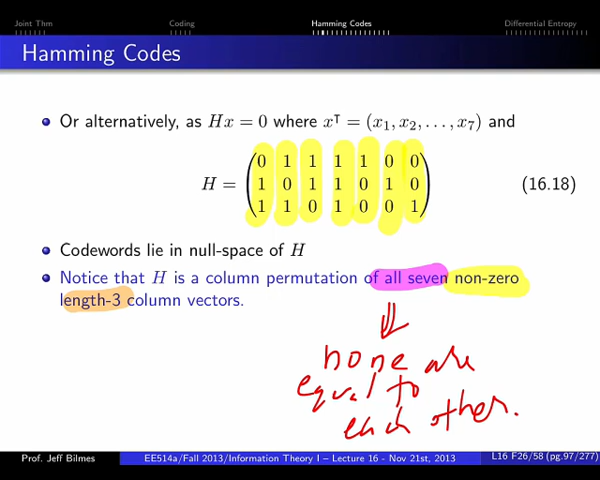 Joint Thm Coding Hamming Codes Differential Entropy
Hamming Codes
Or alternatively, as Hx = 0 where xᵀ = (x₁, x₂, . . . , x₇) and
0 1 1 1 1 0 0
H = 1 0 1 1 0 1 0 (16.18)
1 1 0 1 0 0 1
Codewords lie in null-space of H
Notice that H is a column permutation of all seven non-zero
length-3 column vectors.
⇓
none are
equal to
each other.
Prof. Jeff Bilmes EE514a/Fall 2013/Information Theory I – Lecture 16 - Nov 21st, 2013 L16 F26/58 (pg.97/277)